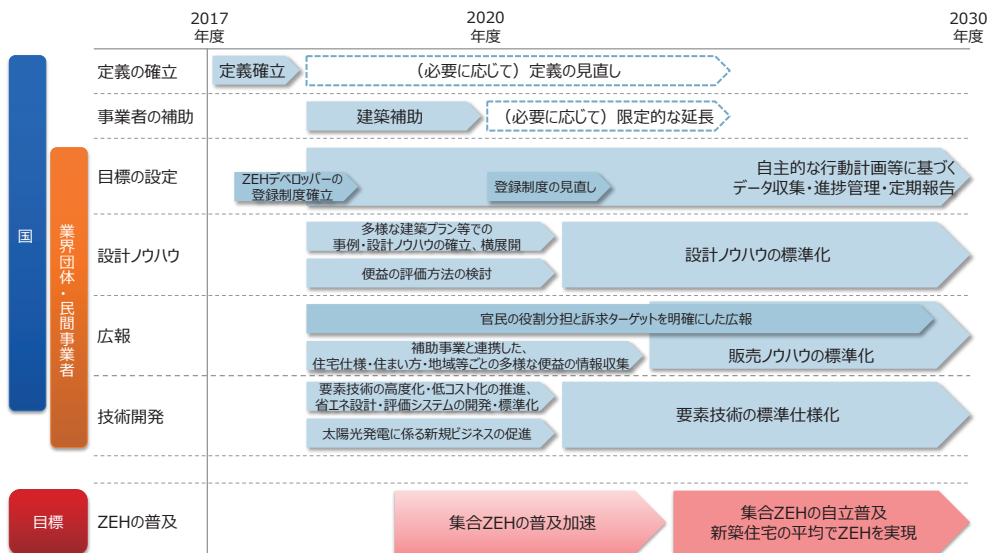 2017
年度
2020
年度
2030
年度
国
業界団体・民間事業者
定義の確立
定義確立
（必要に応じて）定義の見直し
事業者の補助
建築補助
（必要に応じて）限定的な延長
目標の設定
ZEHデベロッパーの
登録制度確立
登録制度の見直し
自主的な行動計画等に基づく
データ収集・進捗管理・定期報告
設計ノウハウ
多様な建築プラン等での
事例・設計ノウハウの確立、横展開
便益の評価方法の検討
設計ノウハウの標準化
広報
官民の役割分担と訴求ターゲットを明確にした広報
補助事業と連携した、
住宅仕様・住まい方・地域等ごとの多様な便益の情報収集
販売ノウハウの標準化
技術開発
要素技術の高度化・低コスト化の推進、
省エネ設計・評価システムの開発・標準化
太陽光発電に係る新規ビジネスの促進
要素技術の標準仕様化
目標
ZEHの普及
集合ZEHの普及加速
集合ZEHの自立普及
新築住宅の平均でZEHを実現